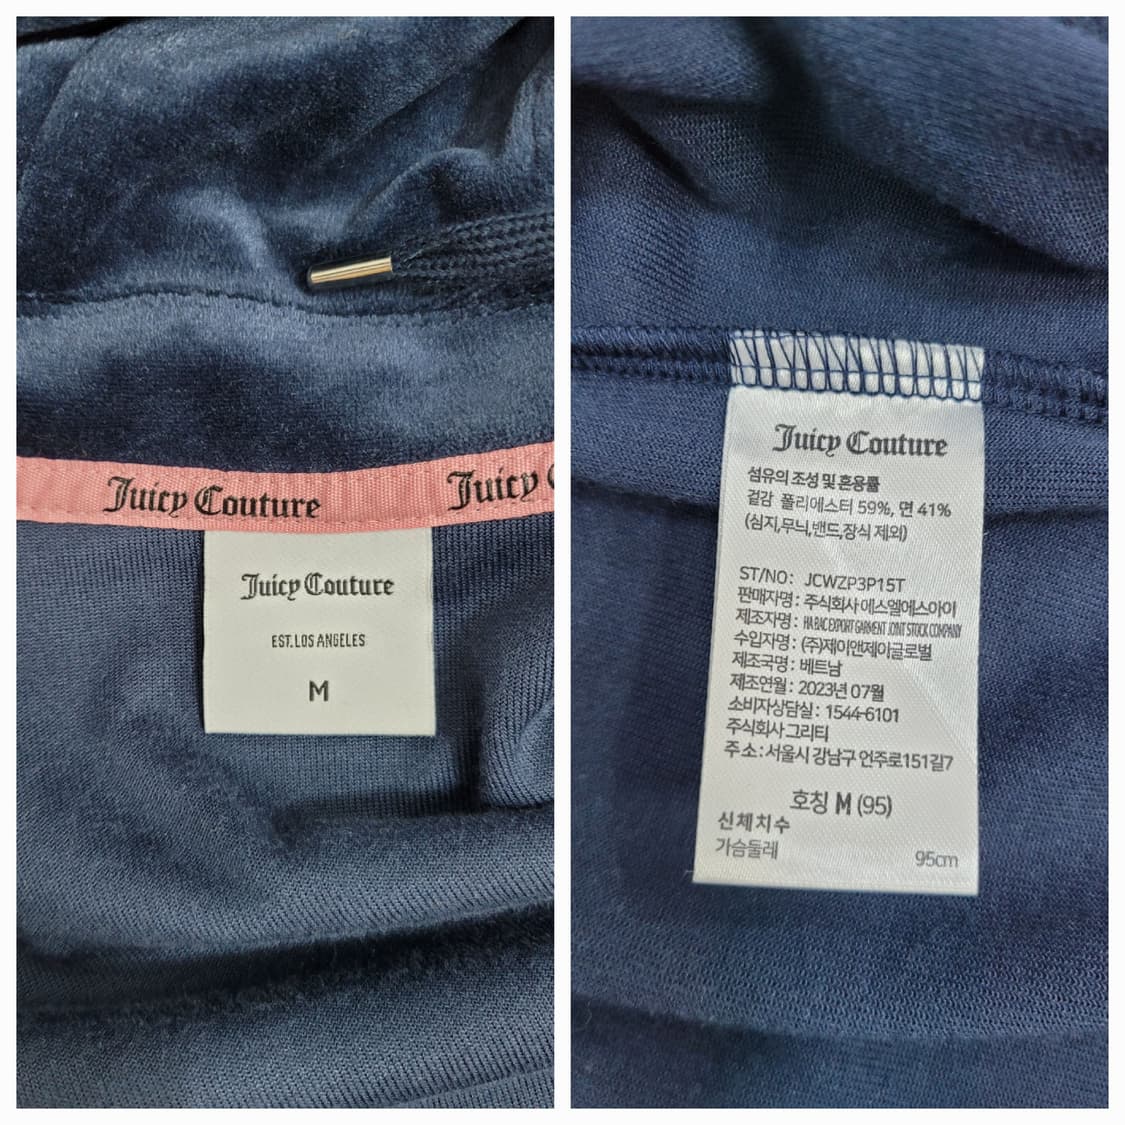 Juicy Couture Juicy C
Juicy Couture
EST. LOS ANGELES
M
Juicy Couture
섬유의 조성 및 혼용률
겉감 폴리에스터 59%, 면 41%
(심지,무늬,밴드,장식 제외)
ST/NO : JCWZP3P15T
판매자명 : 주식회사 에스엘에스아이
제조자명 : HA BAC EXPORT GARMENT JOINT STOCK COMPANY
수입자명 : (주)제이앤제이글로벌
제조국명 : 베트남
제조연월 : 2023년 07월
소비자상담실 : 1544-6101
주식회사 그리티
주 소 : 서울시 강남구 언주로151길7
호칭 M (95)
신체치수
가슴둘레 95cm